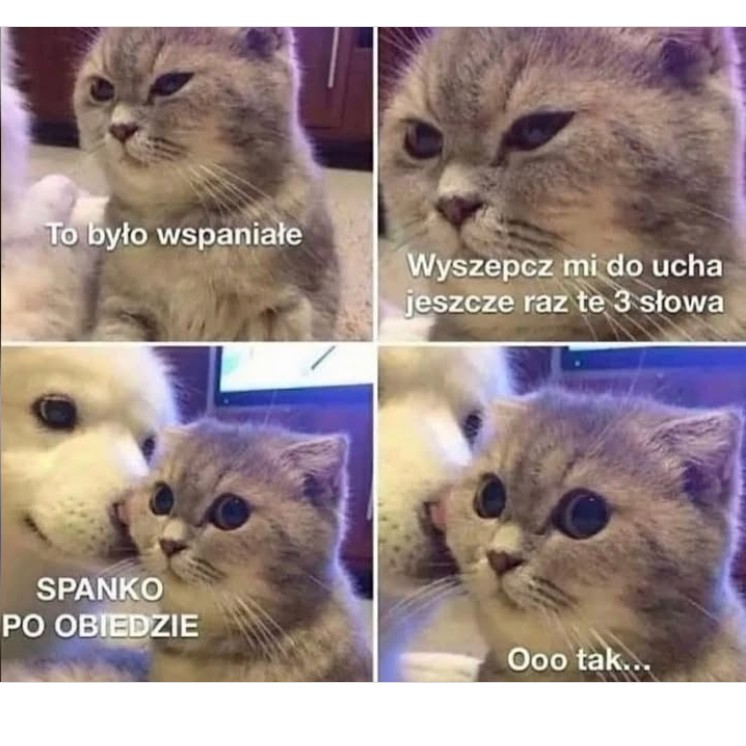 To było wspaniałe
Wyszepcz mi do ucha
jeszcze raz te 3 słowa
SPANKO
PO OBIEDZIE
Ooo tak...